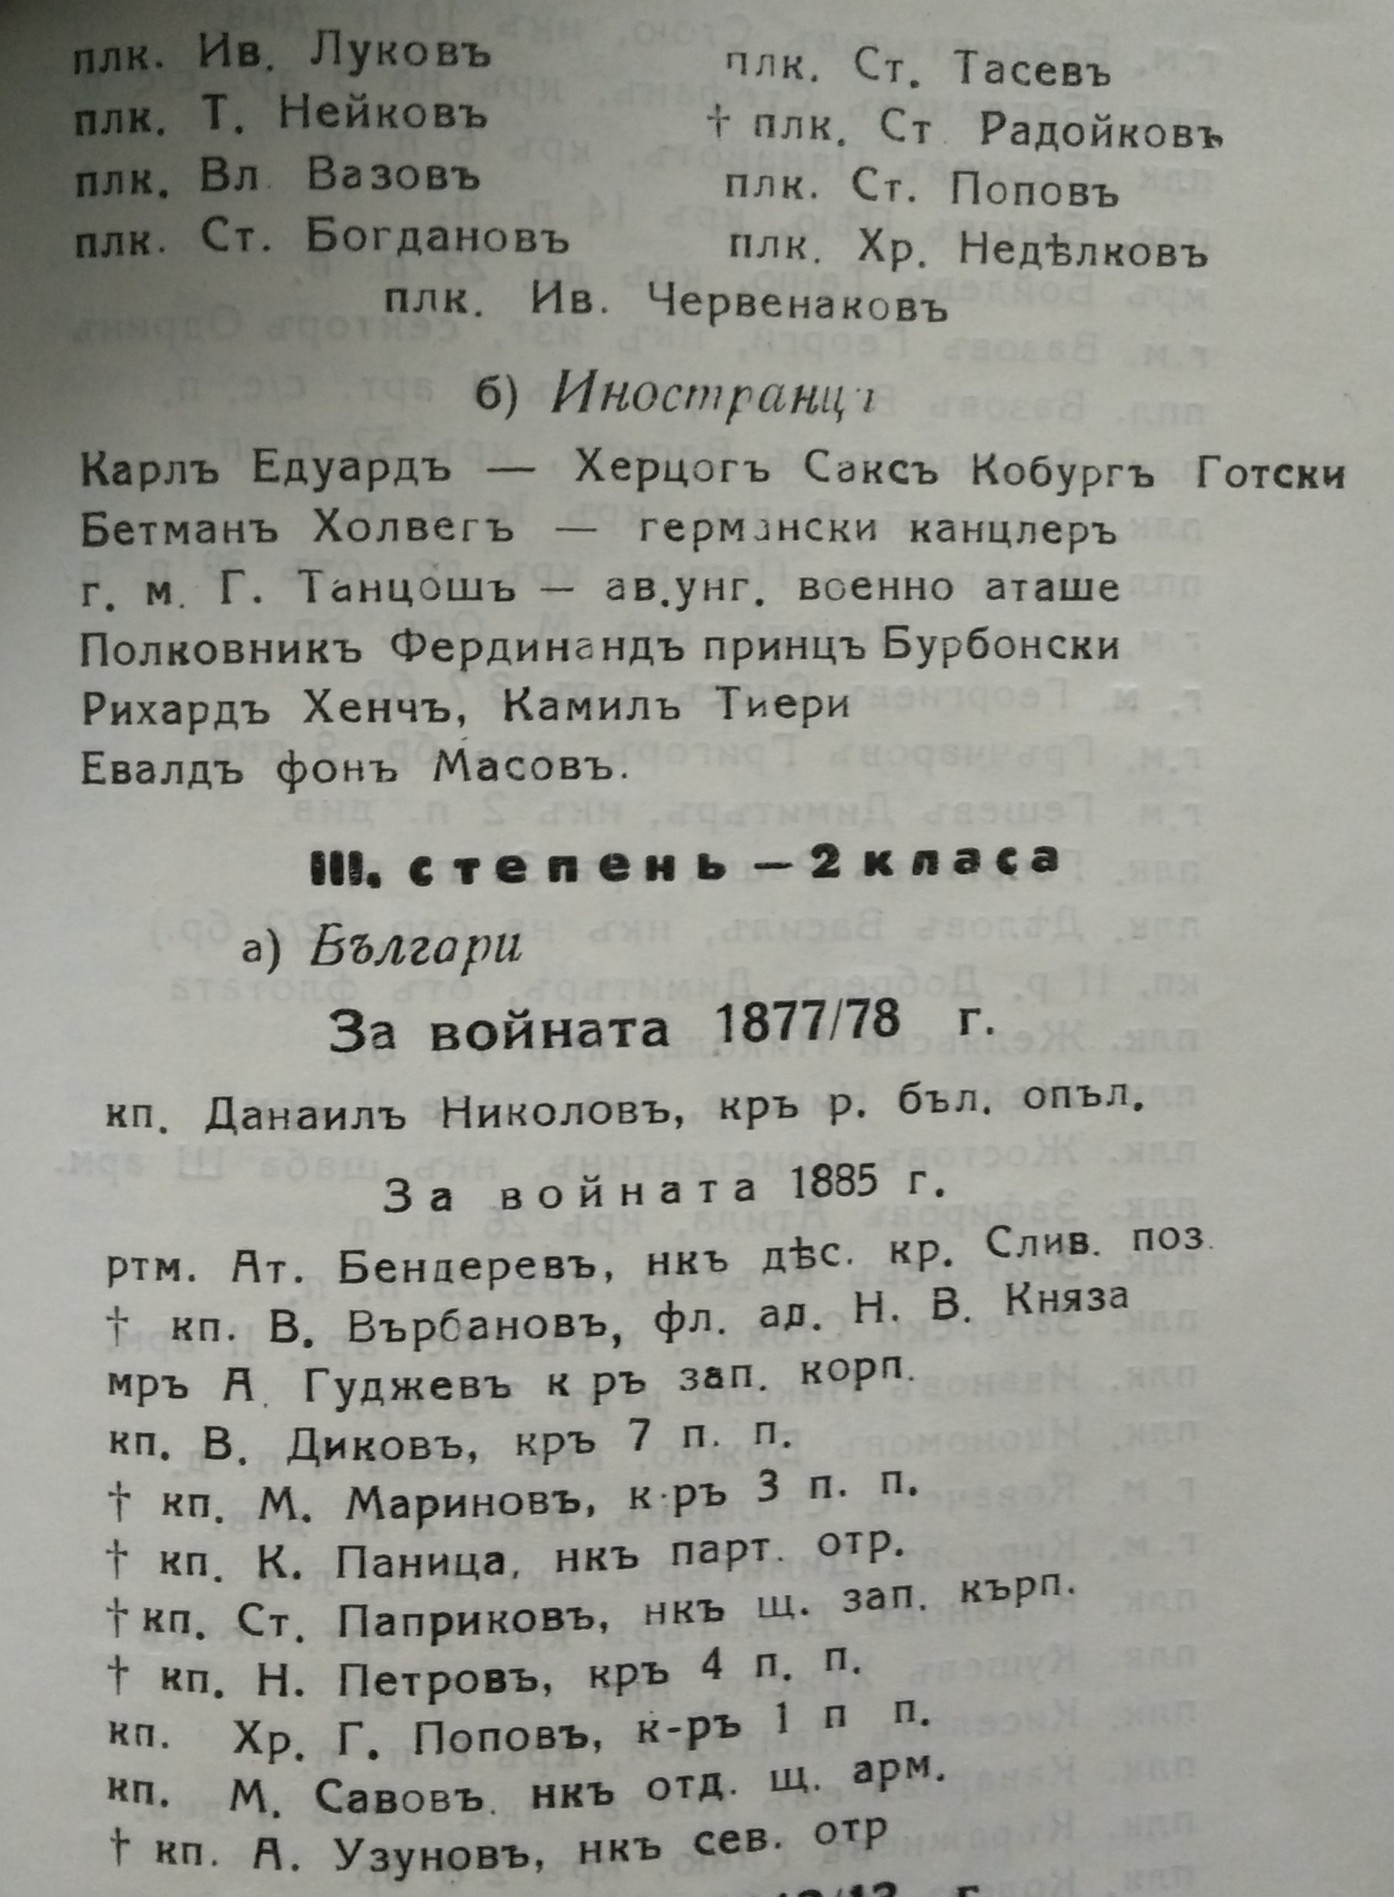 плк. Ив. Луковъ
плк. Т. Нейковъ
плк. Вл. Вазовъ
плк. Ст. Богдановъ
плк. Ст. Тасевъ
† плк. Ст. Радойковъ
плк. Ст. Поповъ
плк. Хр. Недѣлковъ
плк. Ив. Червенаковъ
б) Иностранци
Карлъ Едуардъ — Херцогъ Саксъ Кобургъ Готски
Бетманъ Холвегъ — германски канцлеръ
г. м. Г. Танцошъ — ав.унг. военно аташе
Полковникъ Фердинандъ принцъ Бурбонски
Рихардъ Хенчъ, Камилъ Тиери
Евалдъ фонъ Масовъ.
III. степень — 2 класа
а) Българи
За войната 1877/78 г.
кп. Данаилъ Николовъ, кръ р. бъл. опъл.
За войната 1885 г.
ртм. Ат. Бендеревъ, нкъ дѣс. кр. Слив. поз.
† кп. В. Върбановъ, фл. ад. Н. В. Княза
мръ А. Гуджевъ к ръ зап. корп.
кп. В. Диковъ, кръ 7 п. п.
† кп. М. Мариновъ, к-ръ 3 п. п.
† кп. К. Паница, нкъ парт. отр.
† кп. Ст. Паприковъ, нкъ щ. зап. кърп.
† кп. Н. Петровъ, кръ 4 п. п.
кп. Хр. Г. Поповъ, к-ръ 1 п п.
кп. М. Савовъ. нкъ отд. щ. арм.
† кп. А. Узуновъ, нкъ сев. отр